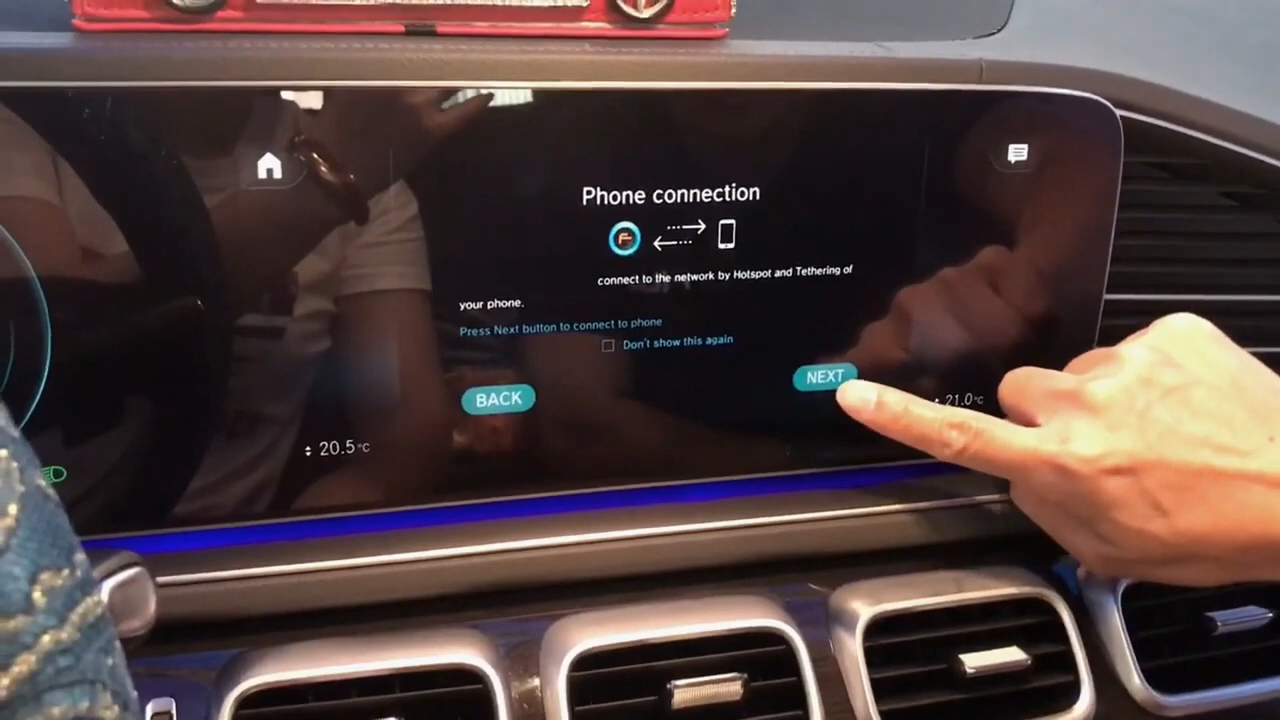 Phone connection
connect to the network by Hotspot and Tethering of
your phone.
Press Next button to connect to phone
Don't show this again
NEXT
BACK
21.0°C
20.5°C